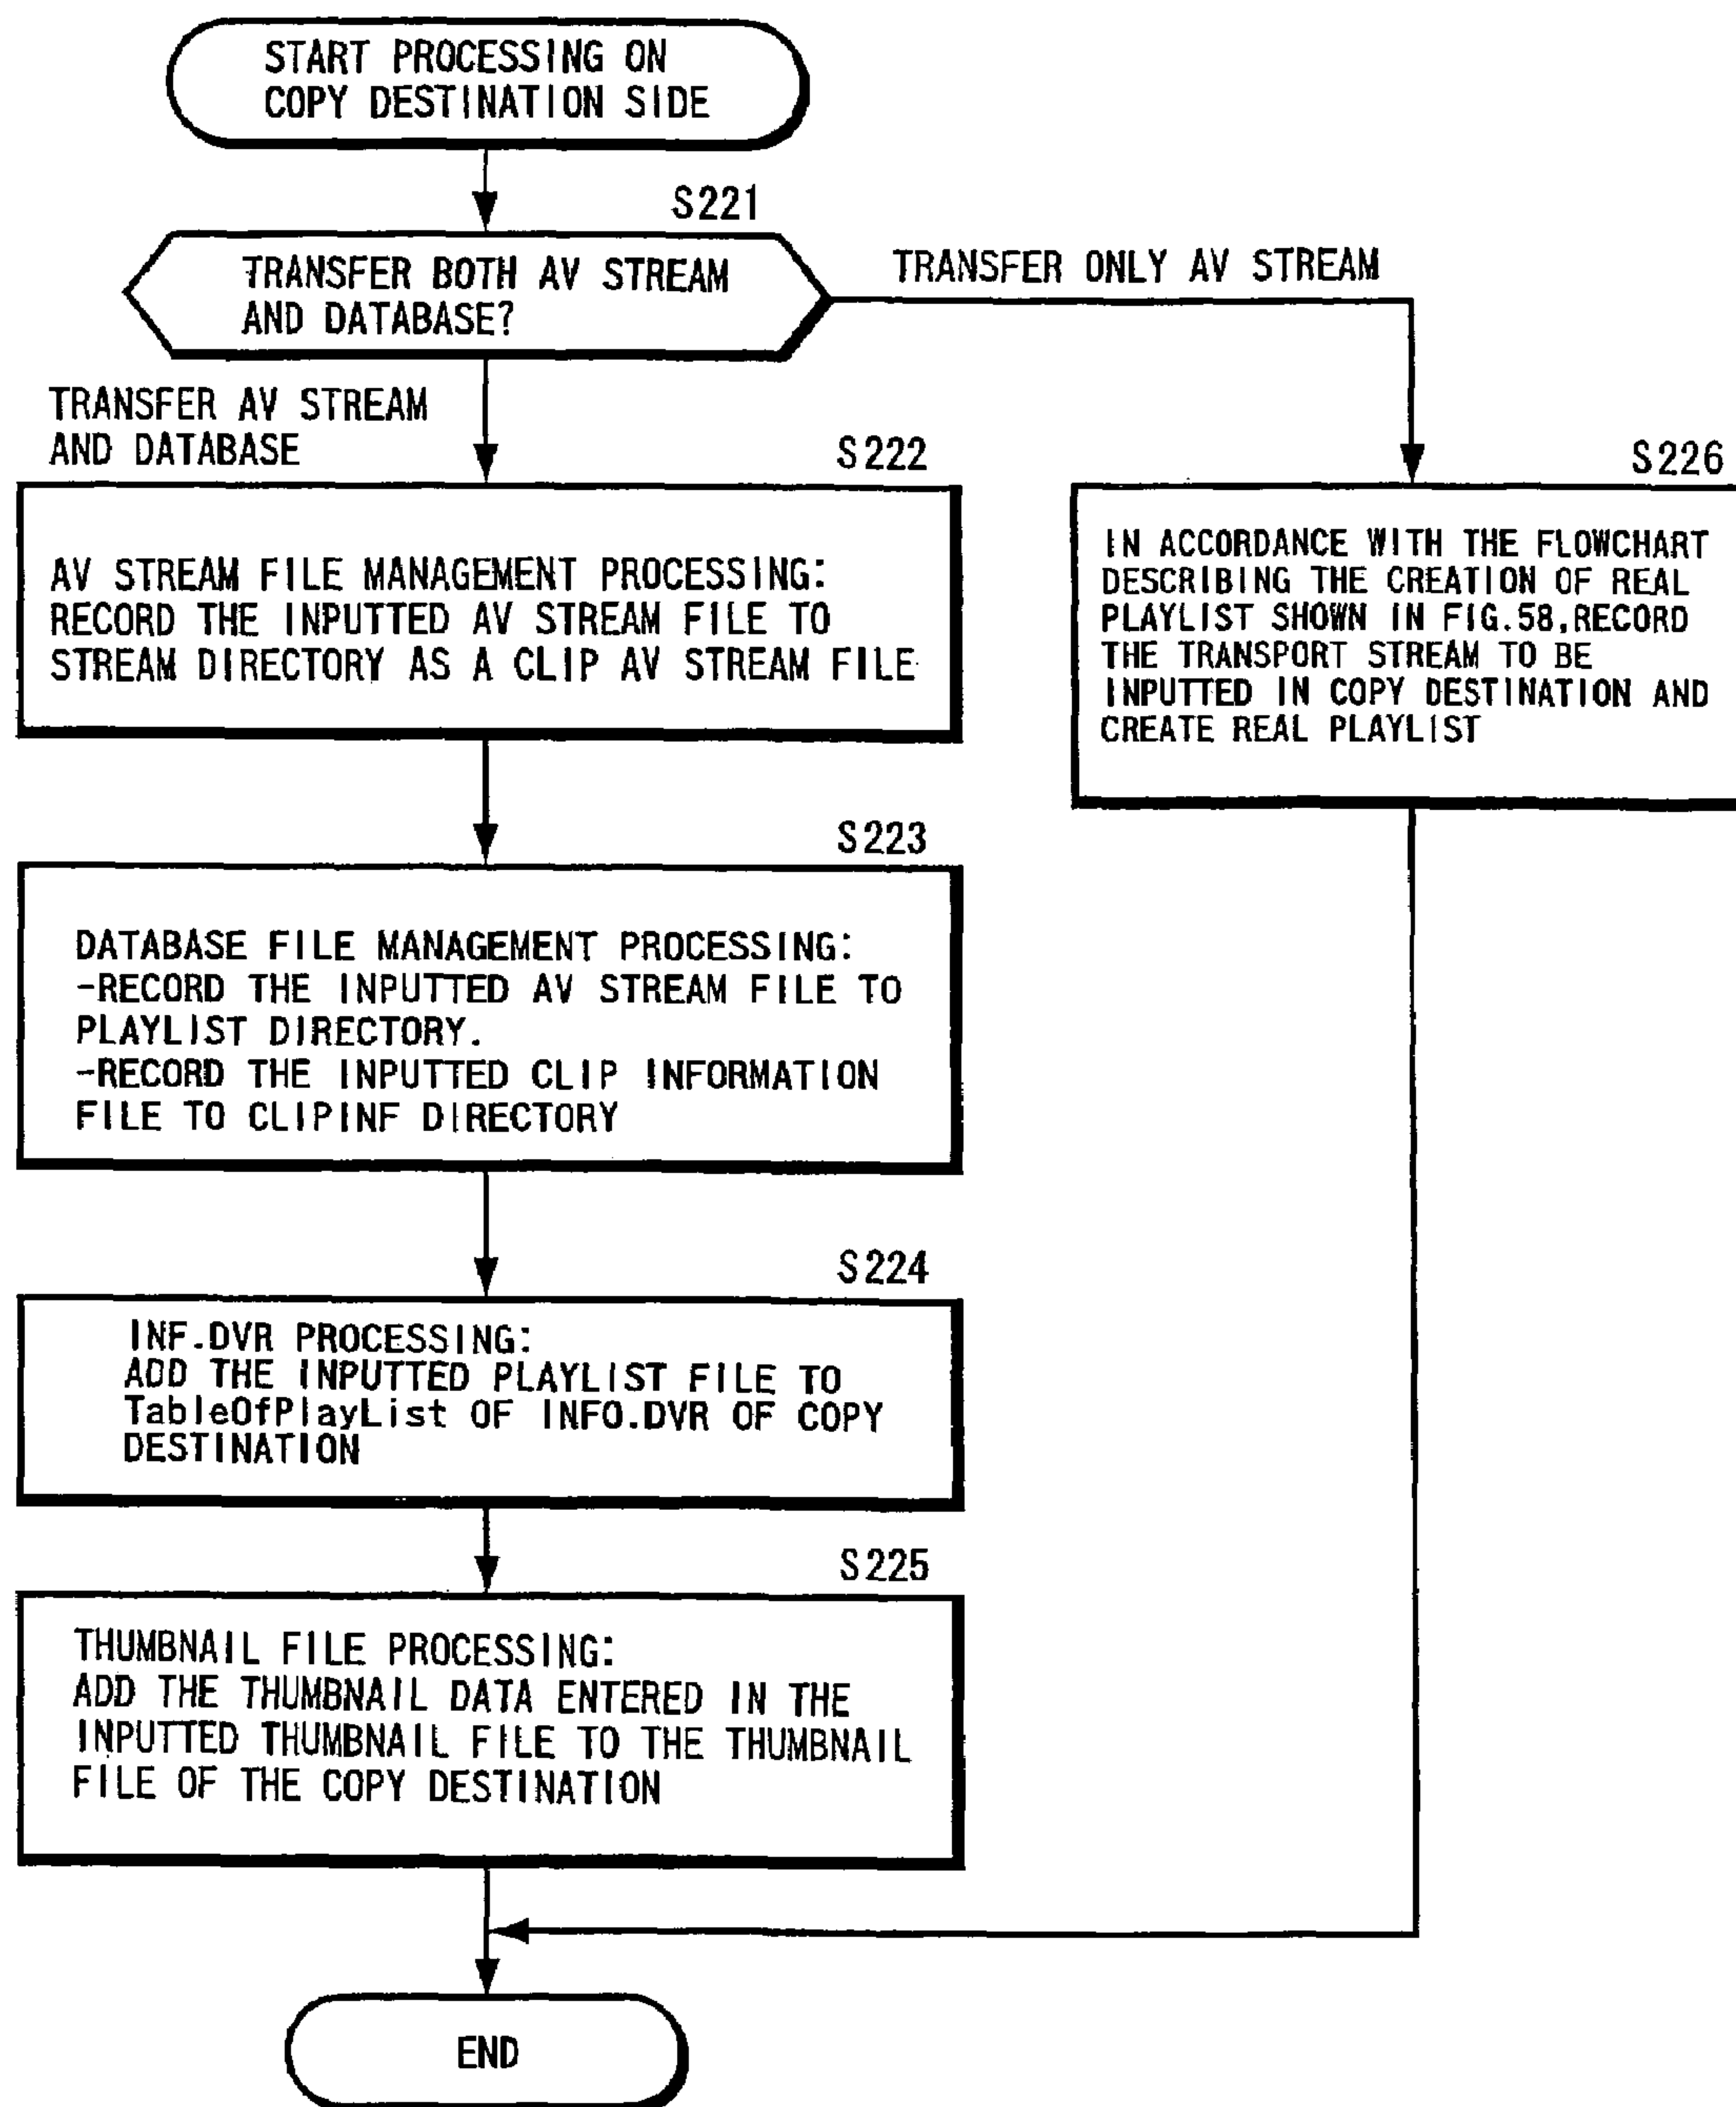 START PROCESSING ON
COPY DESTINATION SIDE
S221
TRANSFER BOTH AV STREAM
AND DATABASE?
TRANSFER ONLY AV STREAM
TRANSFER AV STREAM
AND DATABASE
S222
AV STREAM FILE MANAGEMENT PROCESSING:
RECORD THE INPUTTED AV STREAM FILE TO
STREAM DIRECTORY AS A CLIP AV STREAM FILE
S226
IN ACCORDANCE WITH THE FLOWCHART
DESCRIBING THE CREATION OF REAL
PLAYLIST SHOWN IN FIG.58,RECORD
THE TRANSPORT STREAM TO BE
INPUTTED IN COPY DESTINATION AND
CREATE REAL PLAYLIST
S223
DATABASE FILE MANAGEMENT PROCESSING:
-RECORD THE INPUTTED AV STREAM FILE TO
PLAYLIST DIRECTORY.
-RECORD THE INPUTTED CLIP INFORMATION
FILE TO CLIPINF DIRECTORY
S224
INF.DVR PROCESSING:
ADD THE INPUTTED PLAYLIST FILE TO
TableOfPlayList OF INFO.DVR OF COPY
DESTINATION
S225
THUMBNAIL FILE PROCESSING:
ADD THE THUMBNAIL DATA ENTERED IN THE
INPUTTED THUMBNAIL FILE TO THE THUMBNAIL
FILE OF THE COPY DESTINATION
END